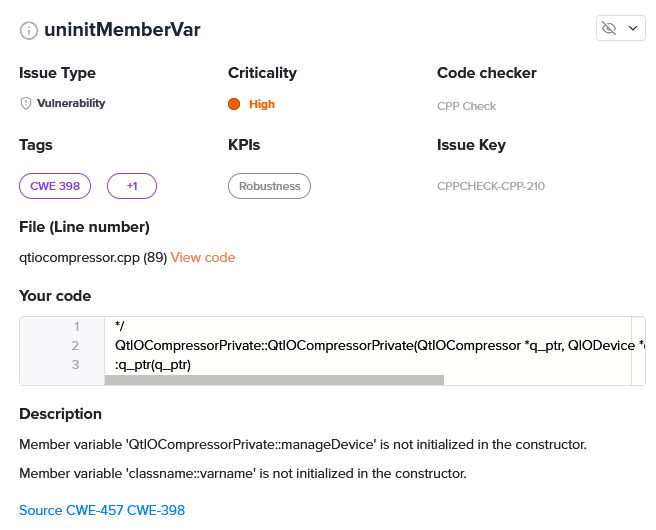 uninitMemberVar
Issue Type Criticality Code checker
Vulnerability High CPP Check
Tags KPIs Issue Key
CWE 398 +1 Robustness CPPCHECK-CPP-210
File (Line number)
qtiocompressor.cpp (89) View code
Your code
1 */
2 QtIOCompressorPrivate::QtIOCompressorPrivate(QtIOCompressor *q_ptr, QIODevice *
3 :q_ptr(q_ptr)
Description
Member variable 'QtIOCompressorPrivate::manageDevice' is not initialized in the constructor.
Member variable 'classname::varname' is not initialized in the constructor.
Source CWE-457 CWE-398